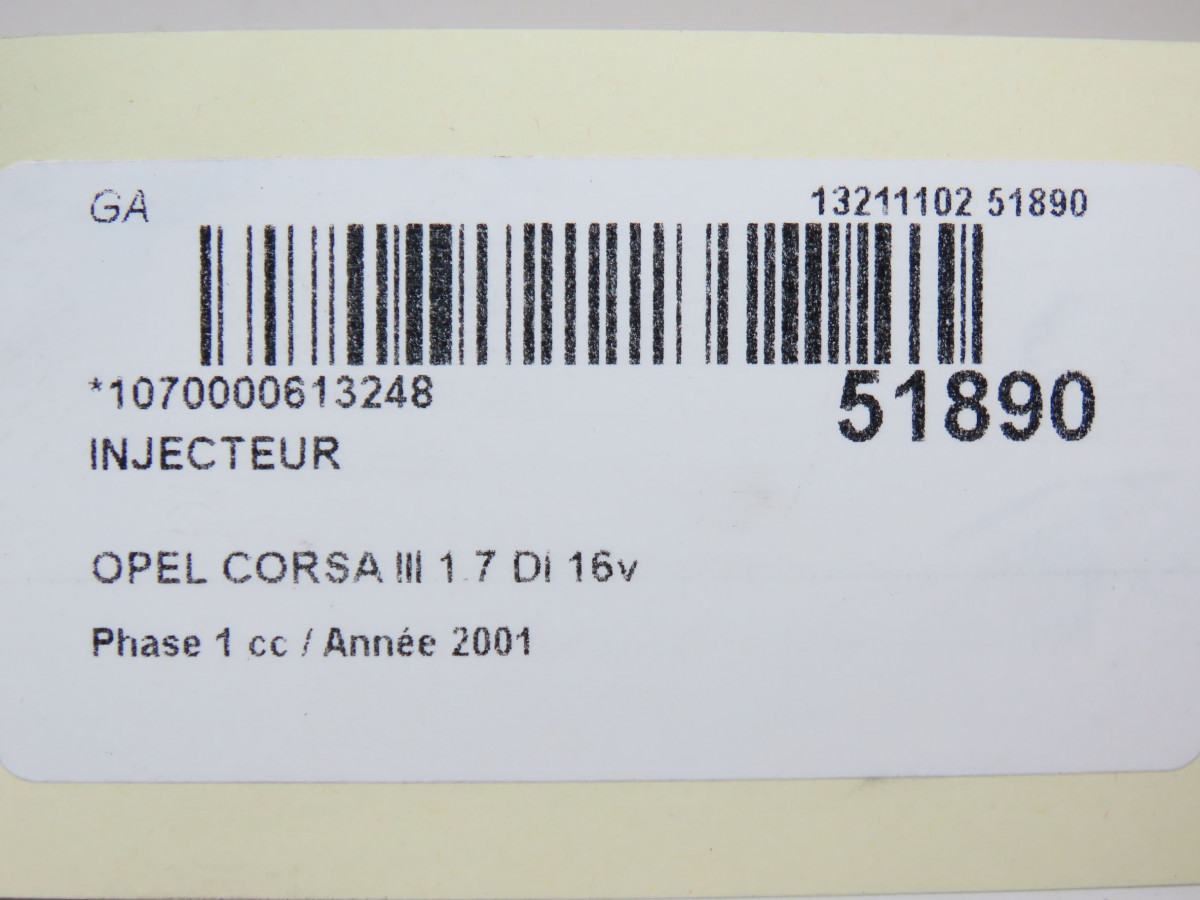 GA
13211102 51890
*1070000613248
51890
INJECTEUR
OPEL CORSA III 1.7 DI 16v
Phase 1 cc / Année 2001